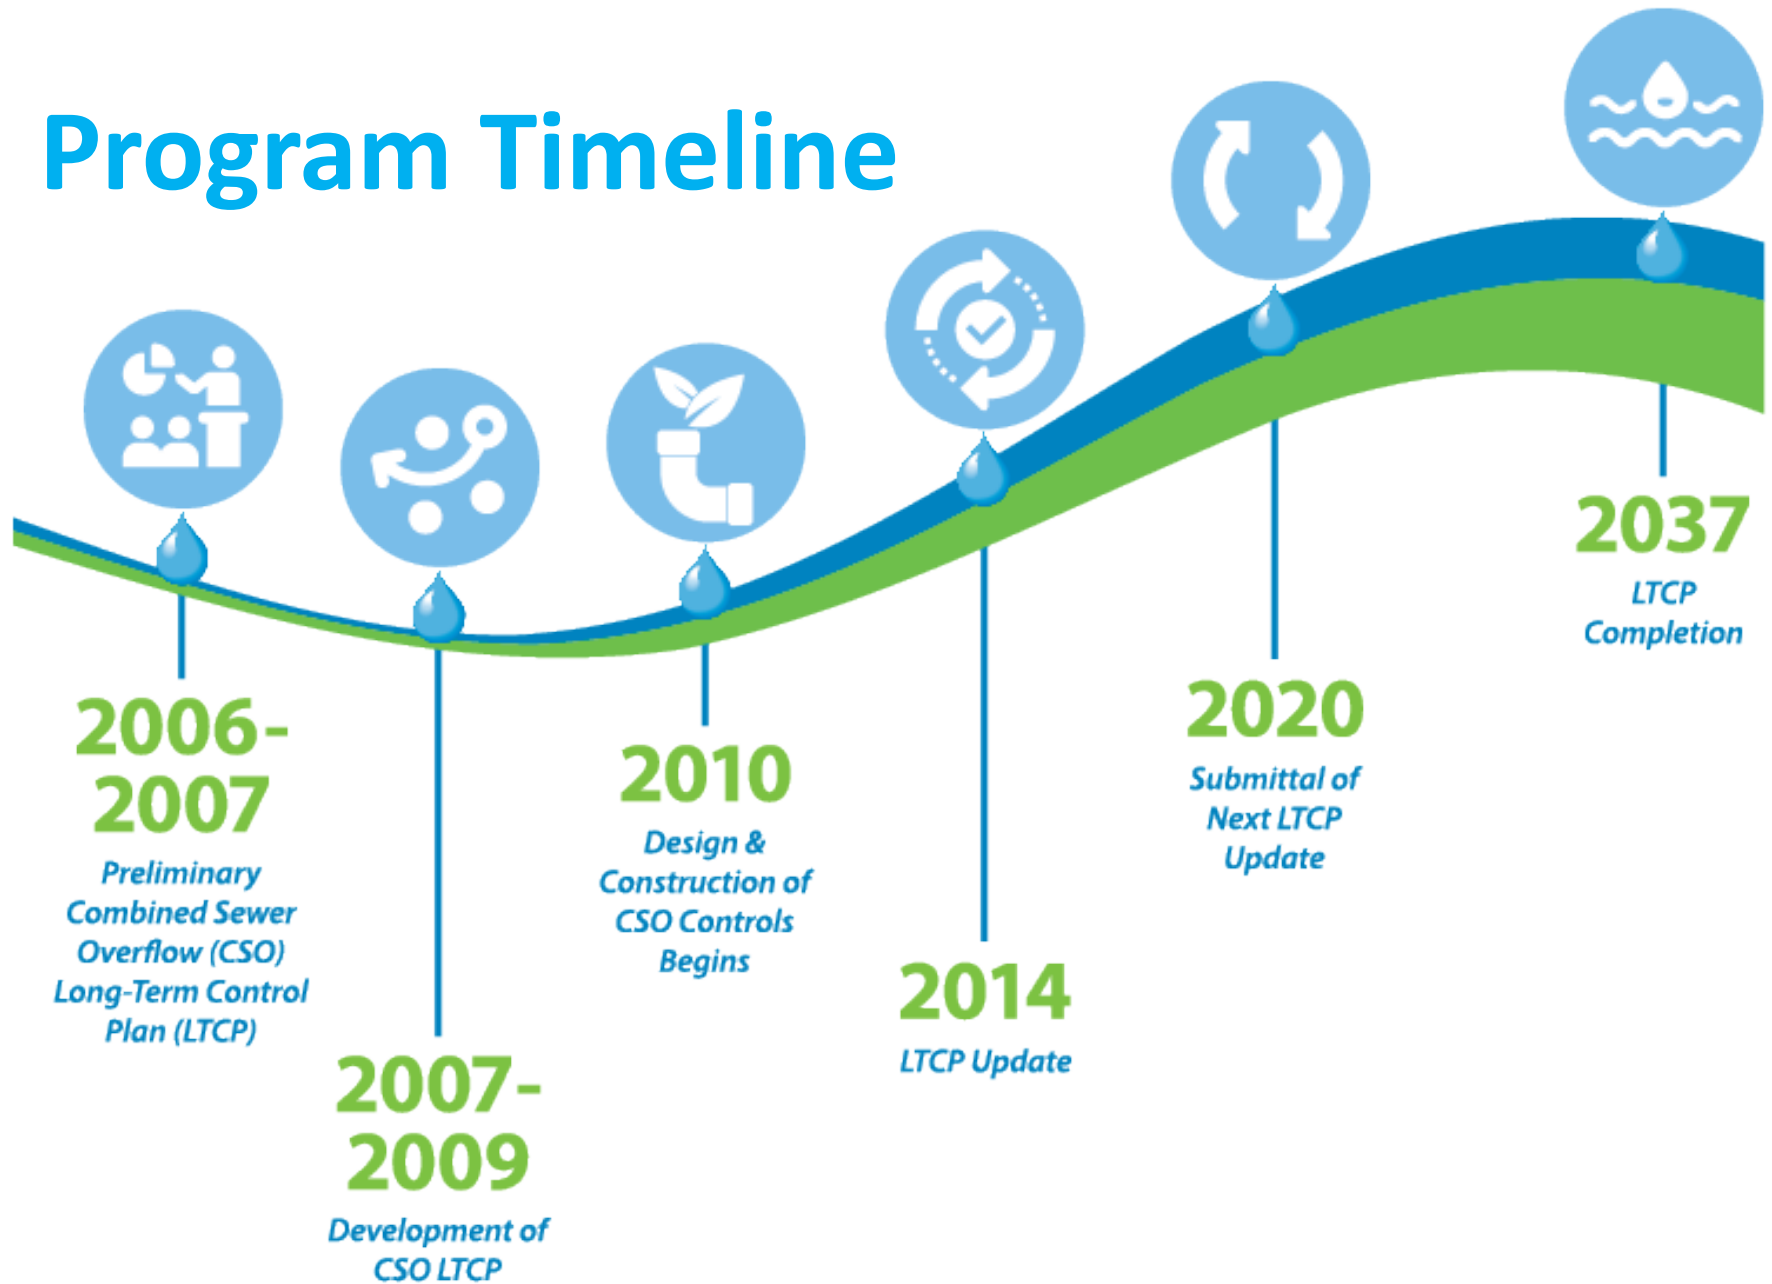 Program Timeline
2006-
2007
Preliminary
Combined Sewer
Overflow (CSO)
Long-Term Control
Plan (LTCP)
2007-
2009
Development of
CSO LTCP
2010
Design &
Construction of
CSO Controls
Begins
2014
LTCP Update
2020
Submittal of
Next LTCP
Update
2037
LTCP
Completion